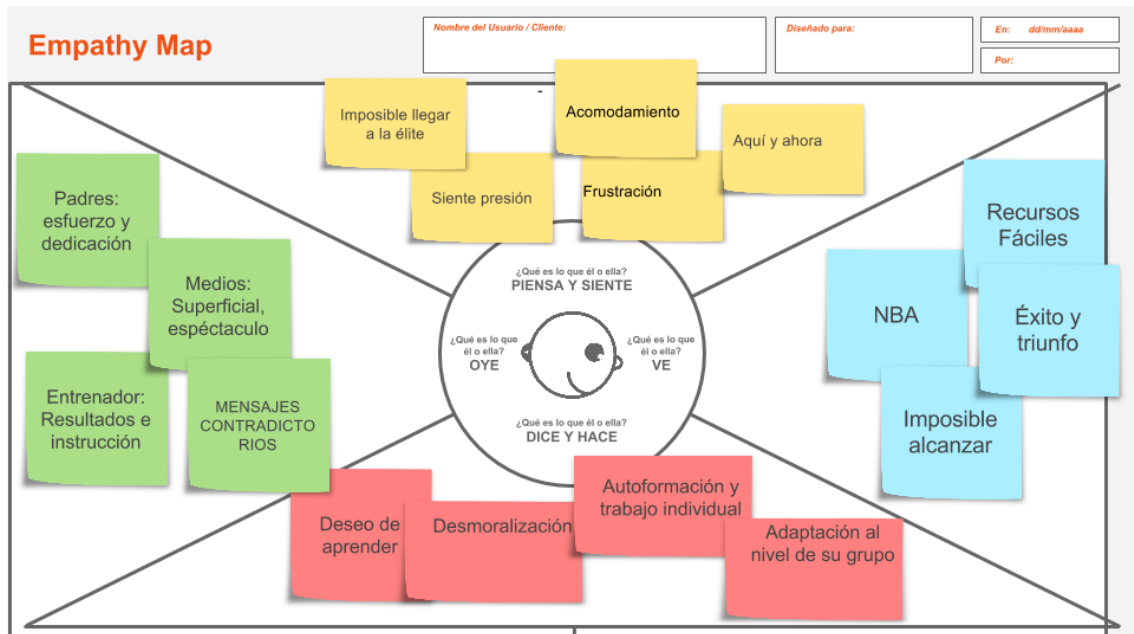 Empathy Map
Nombre del Usuario / Cliente:
Diseñado para:
En: dd/mm/aaaa
Por:
-
Imposible llegar
a la élite
Acomodamiento
Aquí y ahora
Siente presión
Frustración
Padres:
esfuerzo y
dedicación
Medios:
Superficial,
espéctaculo
Entrenador:
Resultados e
instrucción
MENSAJES
CONTRADICTO
RIOS
¿Qué es lo que él o ella?
PIENSA Y SIENTE
¿Qué es lo que
él o ella?
OYE
¿Qué es lo que
él o ella?
VE
¿Qué es lo que él o ella?
DICE Y HACE
Recursos
Fáciles
NBA
Éxito y
triunfo
Imposible
alcanzar
Deseo de
aprender
Desmoralización
Autoformación y
trabajo individual
Adaptación al
nivel de su grupo